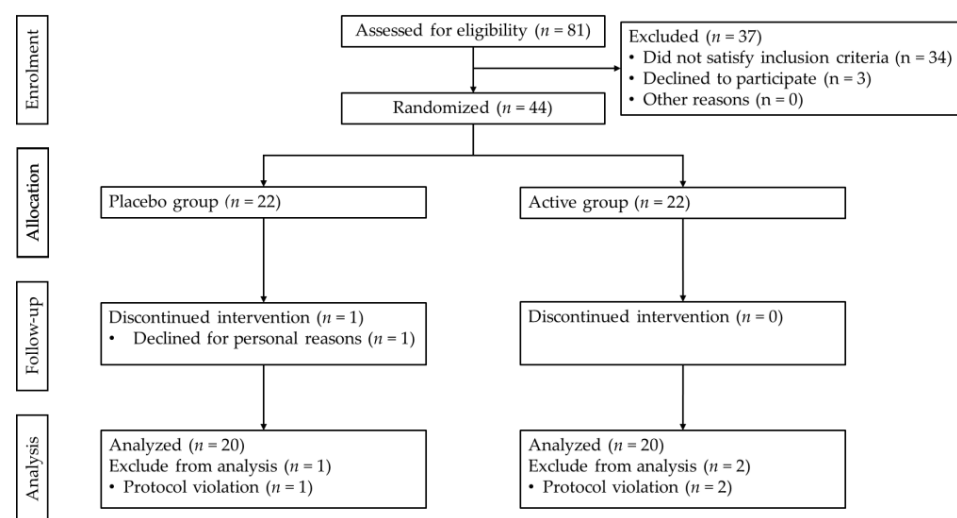 Enrolment
Assessed for eligibility (n = 81)
Excluded (n = 37)
• Did not satisfy inclusion criteria (n = 34)
• Declined to participate (n = 3)
• Other reasons (n = 0)
Randomized (n = 44)
Allocation
Placebo group (n = 22)
Active group (n = 22)
Follow-up
Discontinued intervention (n = 1)
• Declined for personal reasons (n = 1)
Discontinued intervention (n = 0)
Analysis
Analyzed (n = 20)
Exclude from analysis (n = 1)
• Protocol violation (n = 1)
Analyzed (n = 20)
Exclude from analysis (n = 2)
• Protocol violation (n = 2)